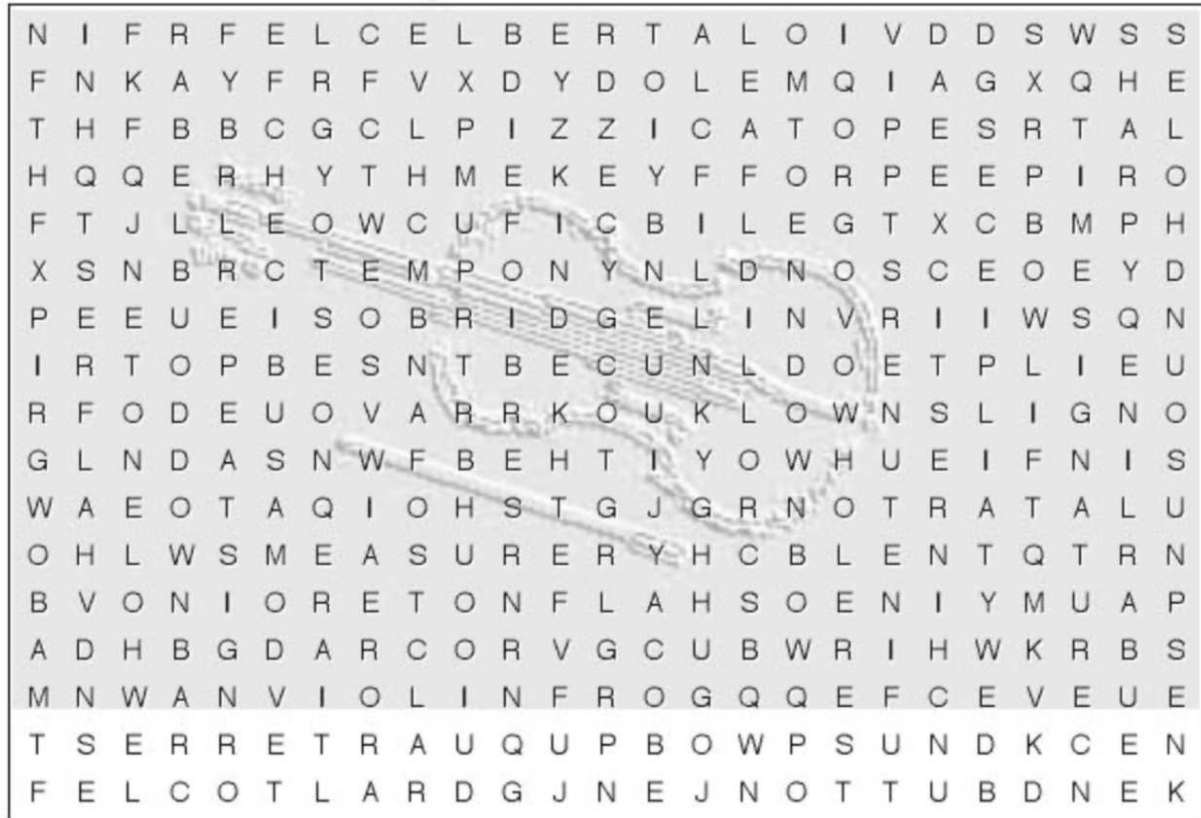 N I F R F E L C E L B E R T A L O I V D D S W S S
F N K A Y F R F V X D Y D O L E M Q I A G X Q H E
T H F B B C G C L P I Z Z I C A T O P E S R T A L
H Q Q E R H Y T H M E K E Y F F O R P E E P I R O
F T J L L E O W C U F I C B I L E G T X C B M P H
X S N B R C T E M P O N Y N L D N O S C E O E Y D
P E E U E I S O B R I D G E L I N V R I I W S Q N
I R T O P B E S N T B E C U N L D O E T P L I E U
R F O D E U O V A R R K O U K L O W N S L I G N O
G L N D A S N W F B E H T I Y O W H U E I F N I S
W A E O T A Q I O H S T G J G R N O T R A T A L U
O H L W S M E A S U R E R Y H C B L E N T Q T R N
B V O N I O R E T O N F L A H S O E N I Y M U A P
A D H B G D A R C O R V G C U B W R I H W K R B S
M N W A N V I O L I N F R O G Q Q E F C E V E U E
T S E R R E T R A U Q U P B O W P S U N D K C E N
F E L C O T L A R D G J N E J N O T T U B D N E K